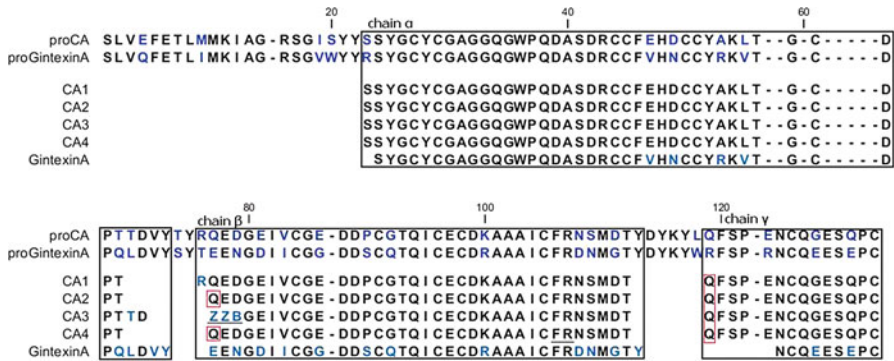 20 chain α 40 60
proCA SLVEFETLMMKIAG-RSGISYYSSYGCYCGAGGQGWPQDASDRCCFEHDCCYAKLT--G-C-----D
proGintexinA SLVQFETLIMKIAG-RSGVWYYRSYGCYCGAGGQGWPQDASDRCCFVHNCCYRKVT--G-C-----D
CA1 SSYGCYCGAGGQGWPQDASDRCCFEHDCCYAKLT--G-C-----D
CA2 SSYGCYCGAGGQGWPQDASDRCCFEHDCCYAKLT--G-C-----D
CA3 SSYGCYCGAGGQGWPQDASDRCCFEHDCCYAKLT--G-C-----D
CA4 SSYGCYCGAGGQGWPQDASDRCCFEHDCCYAKLT--G-C-----D
GintexinA SYGCYCGAGGQGWPQDASDRCCFVHNCCYRKVT--G-C-----D
chain β 80 100 120 chain γ
proCA PTTDVYTYRQEDGEIVCGE-DDPCGTQICECDKAAAICFRNSMDTYDYKYLQFSP-ENCQGESQPC
proGintexinA PQLDVYSYTEENGDIICGG-DDSCQTQICECDRAAAICFRDNMGTYDYKYWRFSP-RNCQEESEPC
CA1 PT RQEDGEIVCGE-DDPCGTQICECDKAAAICFRNSMDT QFSP-ENCQGESQPC
CA2 PT QEDGEIVCGE-DDPCGTQICECDKAAAICFRNSMDT QFSP-ENCQGESQPC
CA3 PTTD ZZBGEIVCGE-DDPCGTQICECDKAAAICFRNSMDT QFSP-ENCQGESQPC
CA4 PT QEDGEIVCGE-DDPCGTQICECDKAAAICFRNSMDT QFSP-ENCQGESQPC
GintexinA PQLDVY EENGDIICGG-DDSCQTQICECDRAAAICFRDNMGTY NCQEESEPC